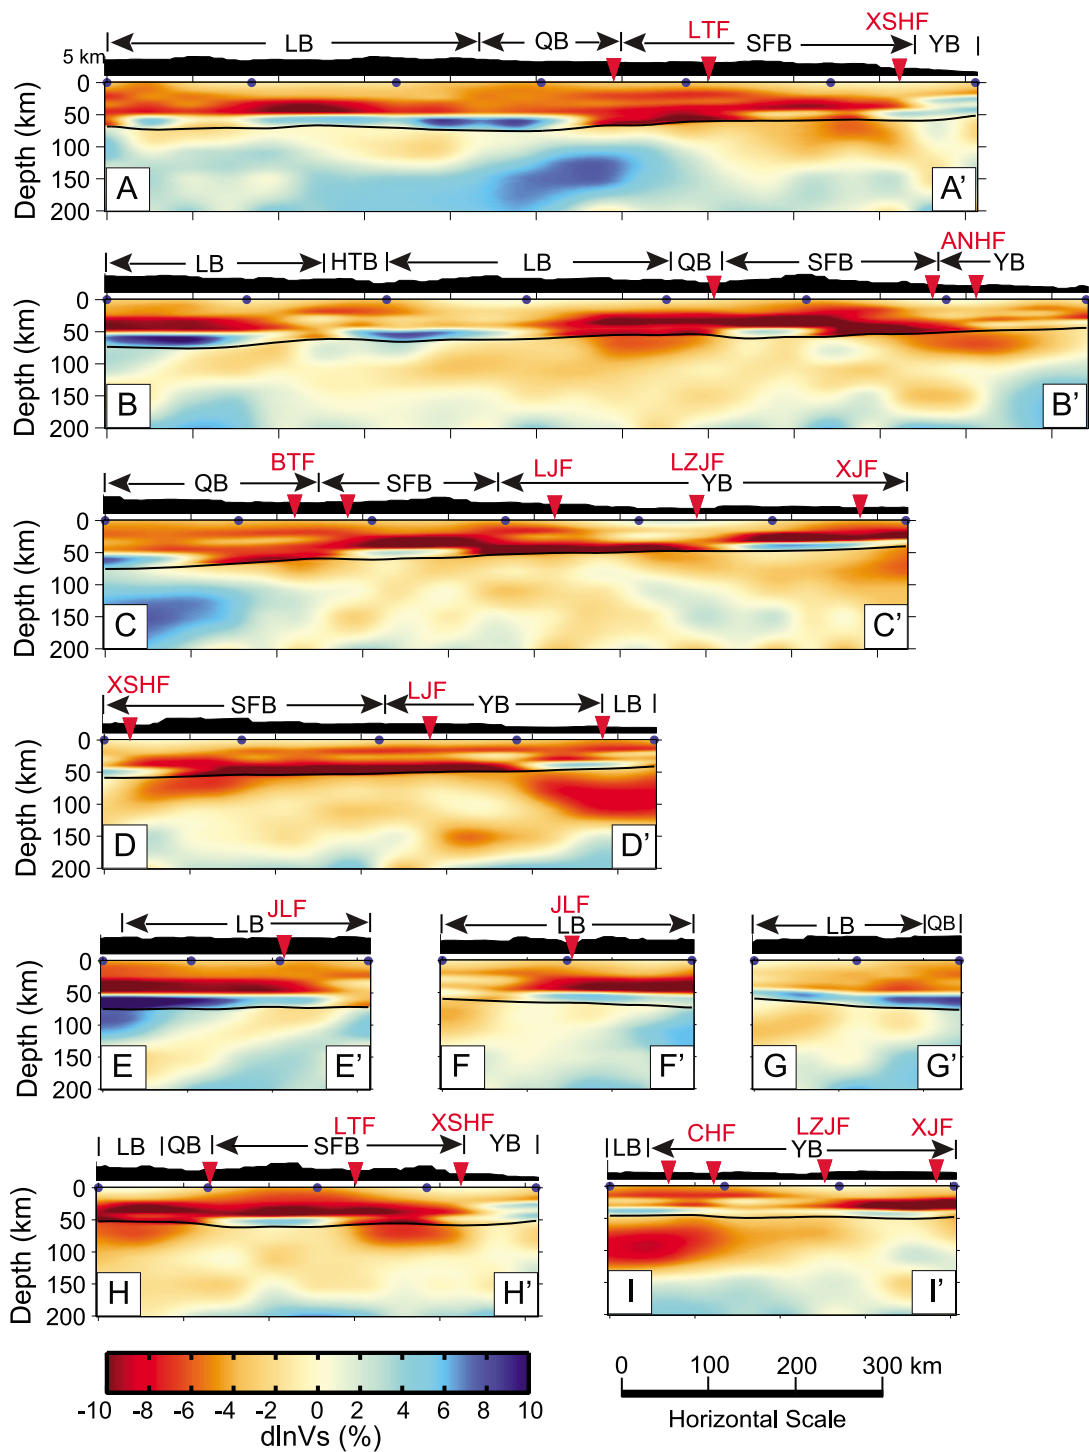 LTF XSHF
LB QB SFB YB
5 km
0
50
100
150
200
Depth (km)
A A’
ANHF
LB HTB LB QB SFB YB
0
50
100
150
200
Depth (km)
B B’
BTF LJF LZJF XJF
QB SFB YB
0
50
100
150
200
Depth (km)
C C’
XSHF LJF
SFB YB LB
0
50
100
150
200
Depth (km)
D D’
JLF JLF
LB LB LB QB
0
50
100
150
200
Depth (km)
E E’ F F’ G G’
LTF XSHF CHF LZJF XJF
LB QB SFB YB LB YB
0
50
100
150
200
Depth (km)
H H’ I I’
-10 -8 -6 -4 -2 0 2 4 6 8 10
dlnVs (%)
0 100 200 300 km
Horizontal Scale